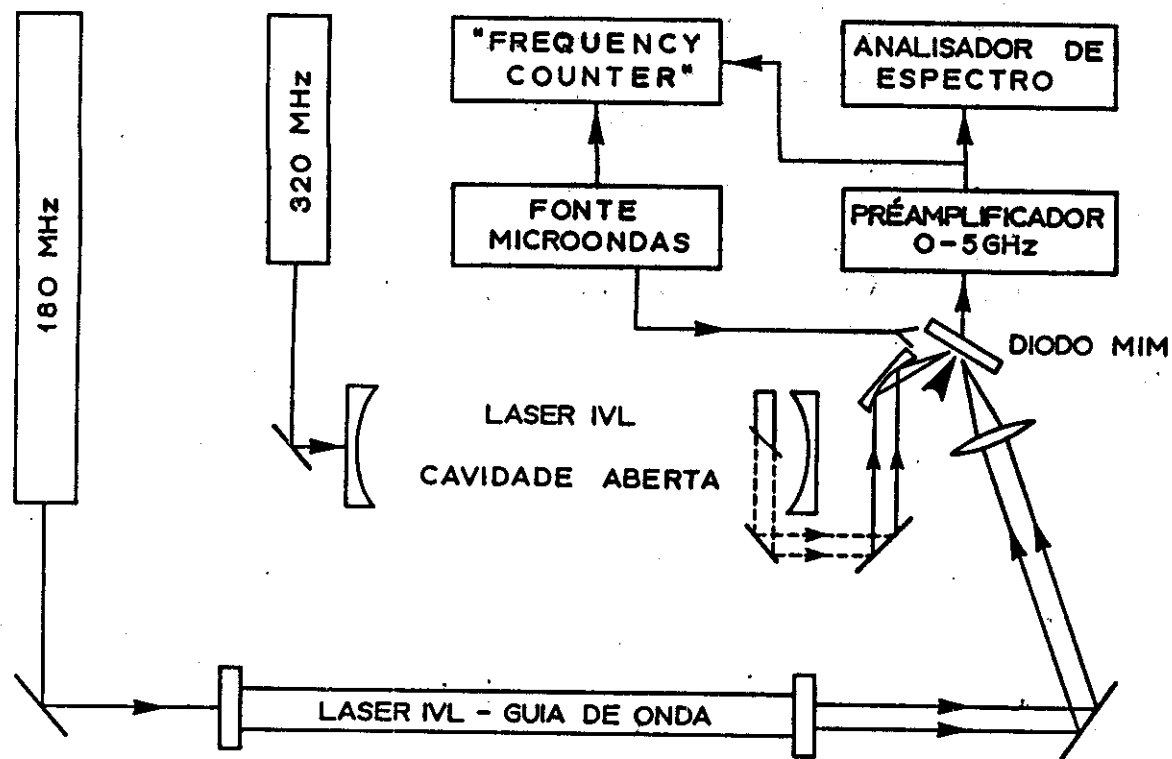 180 MHz
320 MHz
"FREQUENCY
COUNTER"
ANALISADOR DE
ESPECTRO
FONTE
MICROONDAS
PRÉAMPLIFICADOR
0-5GHz
DIODO MIM
LASER IVL
CAVIDADE ABERTA
LASER IVL - GUIA DE ONDA